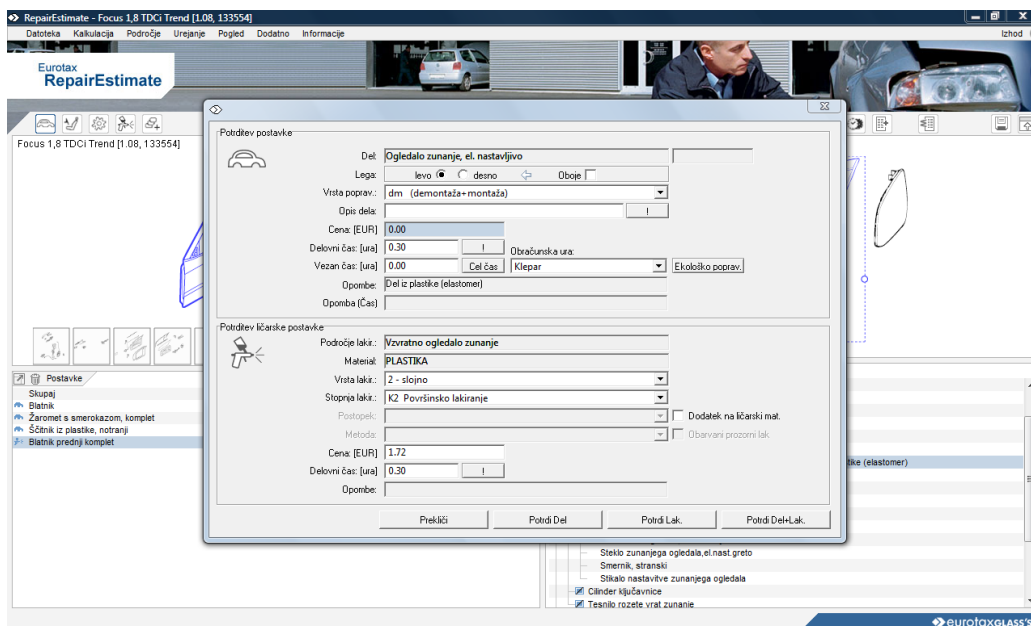 RepairEstimate - Focus 1,8 TDCi Trend [1.08, 133554]
Datoteka Kalkulacija Področje Urejanje Pogled Dodatno Informacije Izhod
Eurotax
RepairEstimate
Focus 1,8 TDCi Trend [1.08, 133554]
Potrditev postavke
Del: Ogledalo zunanje, el. nastavljivo
Lega: levo desno Oboje
Vrsta poprav.: dm (demontaža+montaža)
Opis dela: !
Cena: [EUR] 0.00
Delovni čas: [ura] 0.30 ! Obračunska ura:
Vezan čas: [ura] 0.00 Cel čas Klepar Ekološko poprav.
Opombe: Del iz plastike (elastomer)
Opomba (Čas)
Potrditev ličarske postavke
Področje lakir.: Vzvratno ogledalo zunanje
Material: PLASTIKA
Vrsta lakir.: 2 - slojno
Stopnja lakir.: K2 Površinsko lakiranje
Postopek: Dodatek na ličarski mat.
Metoda: Obarvani prozorni lak
Cena: [EUR] 1.72
Delovni čas: [ura] 0.30 !
Opombe:
Prekliči Potrdi Del Potrdi Lak. Potrdi Del+Lak.
Postavke
Skupaj
Blatnik
Žaromet s smerokazom, komplet
Ščitnik iz plastike, notranji
Blatnik prednji komplet
(elastomer)
Steklo zunanjega ogledala,el.nast.greto
Smernik, stranski
Stikalo nastavitve zunanjega ogledala
Cilinder ključavnice
Tesnilo rozete vrat zunanje
eurotaxGLASS'S